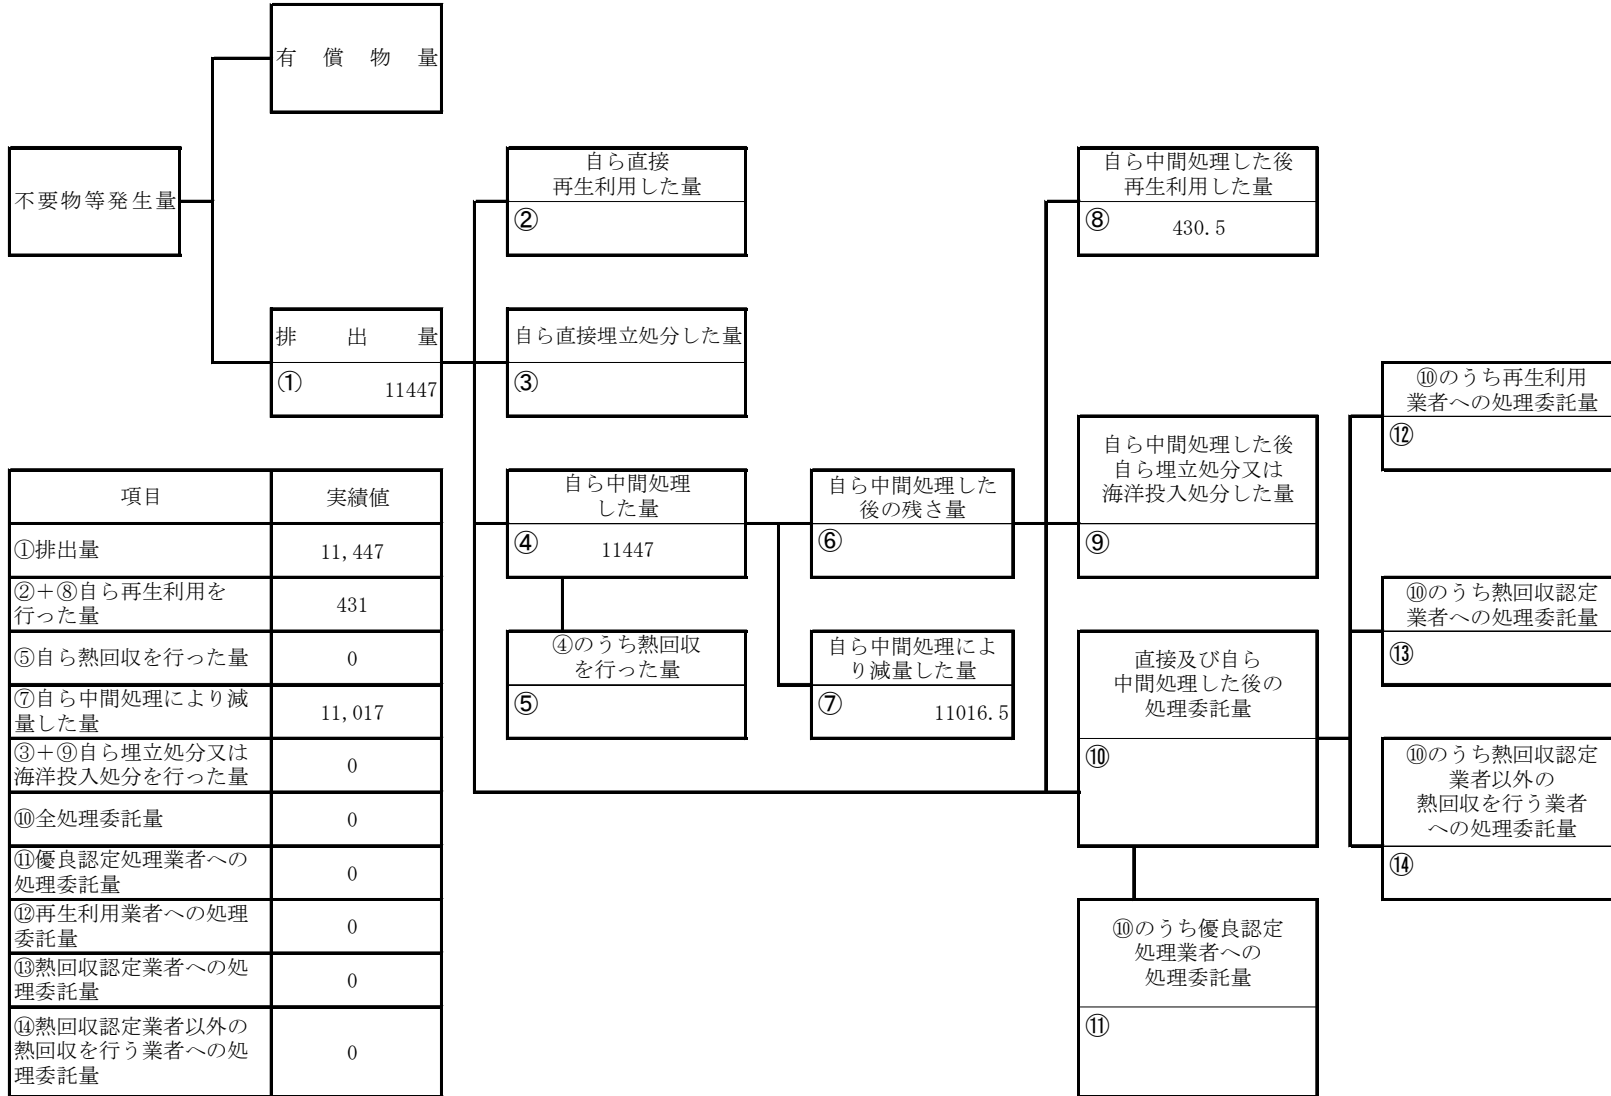 有償物量
不要物等発生量
自ら直接
再生利用した量
②
自ら中間処理した後
再生利用した量
⑧ 430.5
排出量
① 11447
自ら直接埋立処分した量
③
⑩のうち再生利用
業者への処理委託量
⑫
自ら中間処理した後
自ら埋立処分又は
海洋投入処分した量
⑨
自ら中間処理
した量
④ 11447
自ら中間処理した
後の残さ量
⑥
⑩のうち熱回収認定
業者への処理委託量
⑬
④のうち熱回収
を行った量
⑤
自ら中間処理によ
り減量した量
⑦ 11016.5
直接及び自ら
中間処理した後の
処理委託量
⑩
⑩のうち熱回収認定
業者以外の
熱回収を行う業者
への処理委託量
⑭
⑩のうち優良認定
処理業者への
処理委託量
⑪
項目 実績値
①排出量 11,447
②+⑧自ら再生利用を
行った量 431
⑤自ら熱回収を行った量 0
⑦自ら中間処理により減
量した量 11,017
③+⑨自ら埋立処分又は
海洋投入処分を行った量 0
⑩全処理委託量 0
⑪優良認定処理業者への
処理委託量 0
⑫再生利用業者への処理
委託量 0
⑬熱回収認定業者への処
理委託量 0
⑭熱回収認定業者以外の
熱回収を行う業者への処
理委託量 0